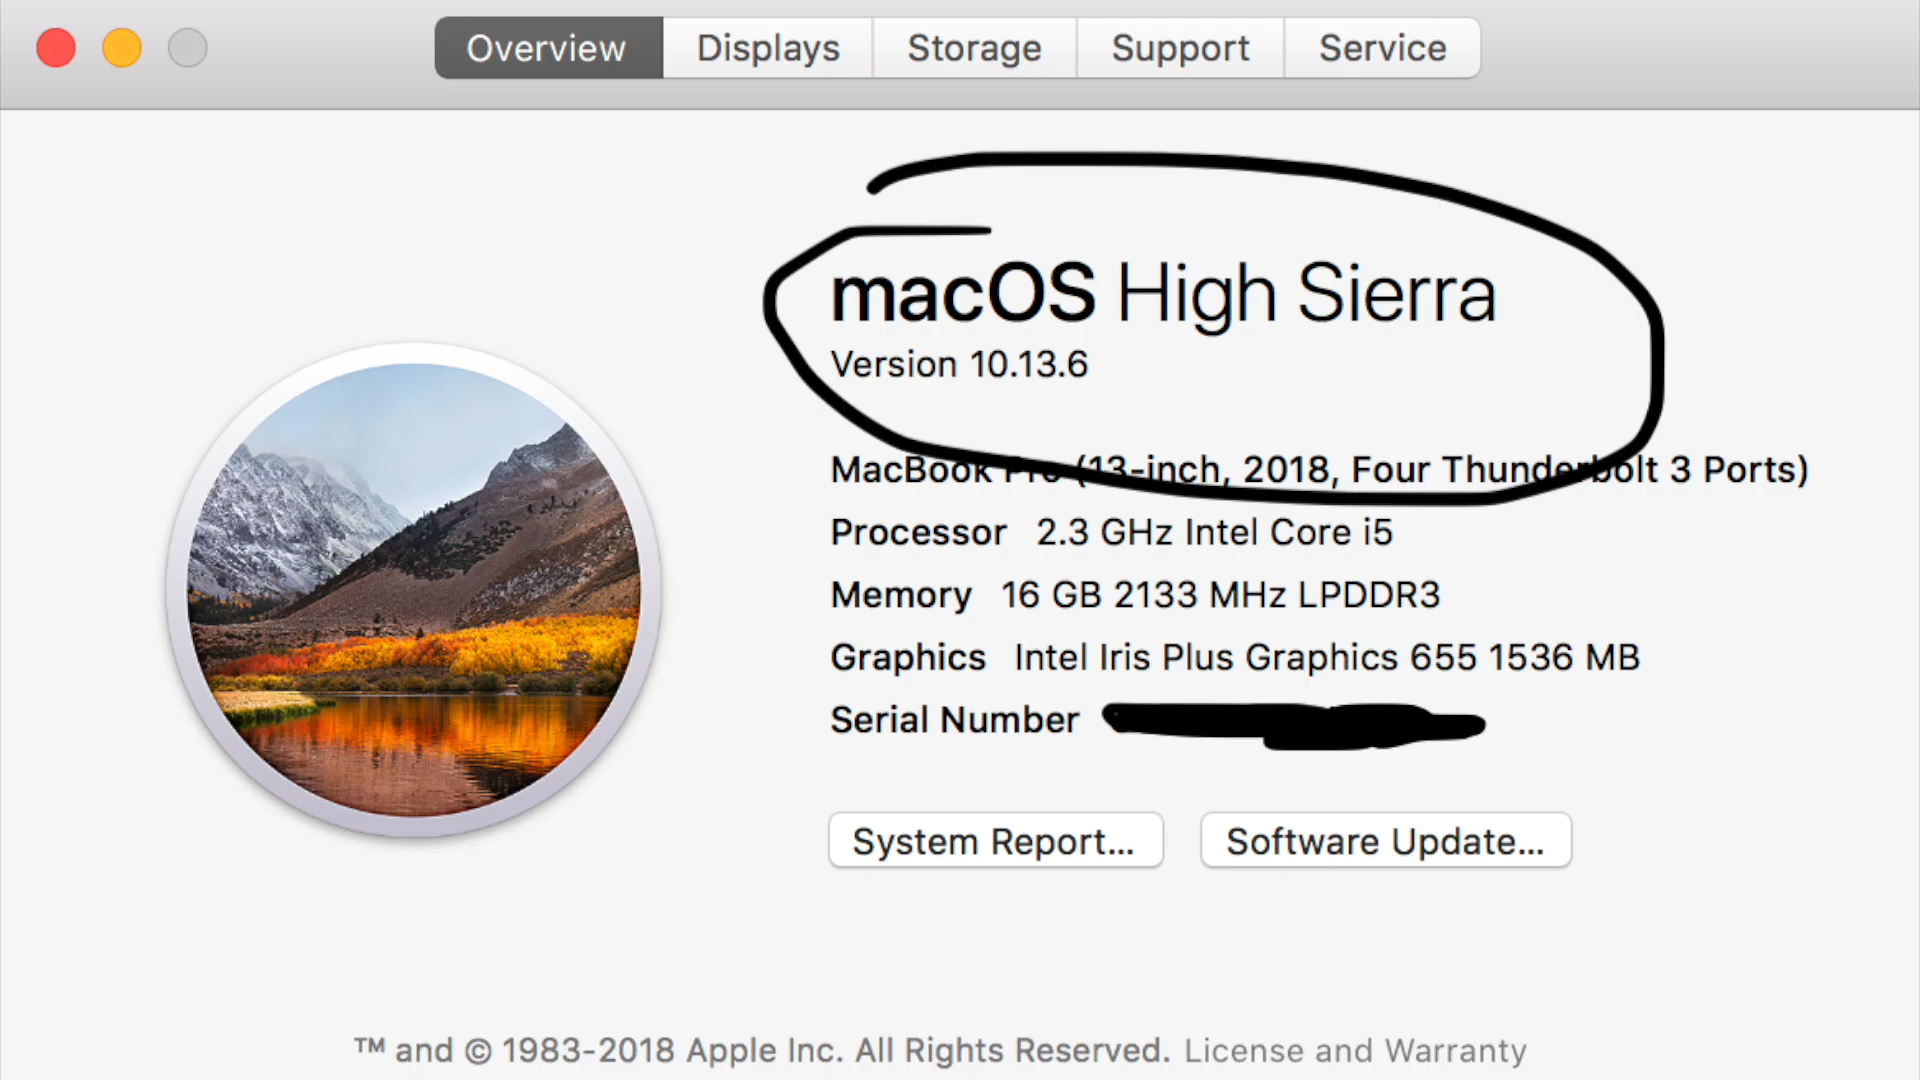 Overview Displays Storage Support Service
macOS High Sierra
Version 10.13.6
MacBook Pro (13-inch, 2018, Four Thunderbolt 3 Ports)
Processor 2.3 GHz Intel Core i5
Memory 16 GB 2133 MHz LPDDR3
Graphics Intel Iris Plus Graphics 655 1536 MB
Serial Number
System Report... Software Update...
™ and © 1983-2018 Apple Inc. All Rights Reserved. License and Warranty